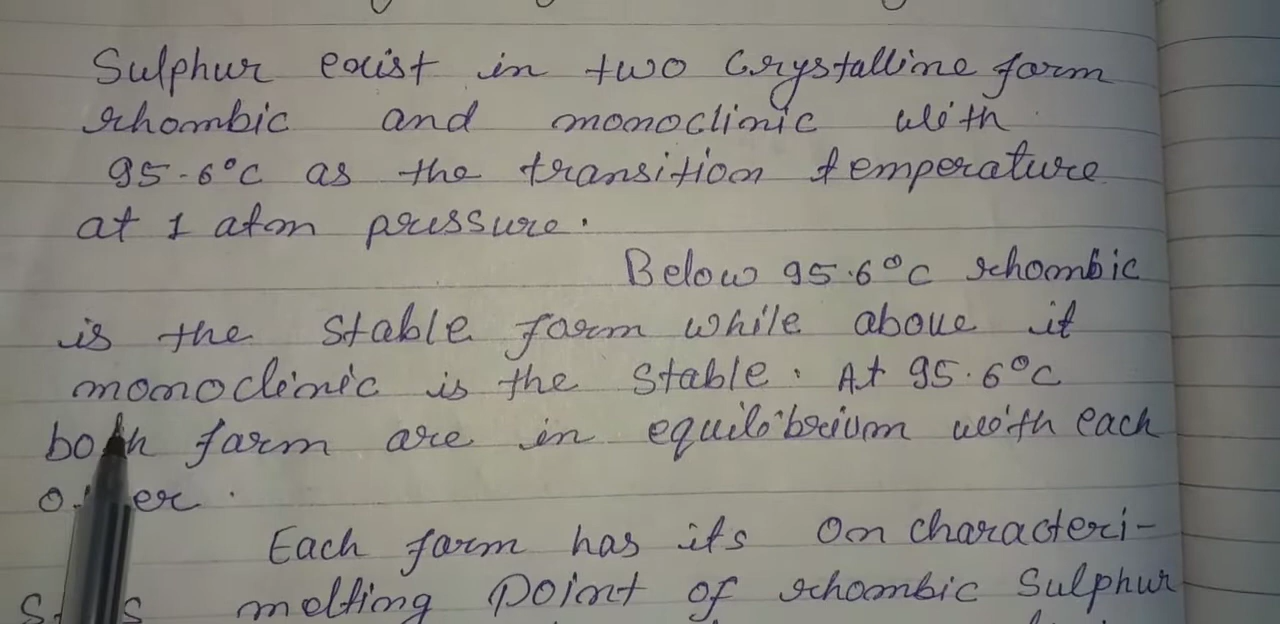 Sulphur exist in two Crystalline form
rhombic and monoclinic with
95.6°C as the transition temperature
at 1 atm pressure.
Below 95.6°C rhombic
is the stable form while above it
monoclinic is the stable. At 95.6°C
both form are in equilibrium with each
other.
Each form has its On characteri-
melting point of rhombic Sulphur